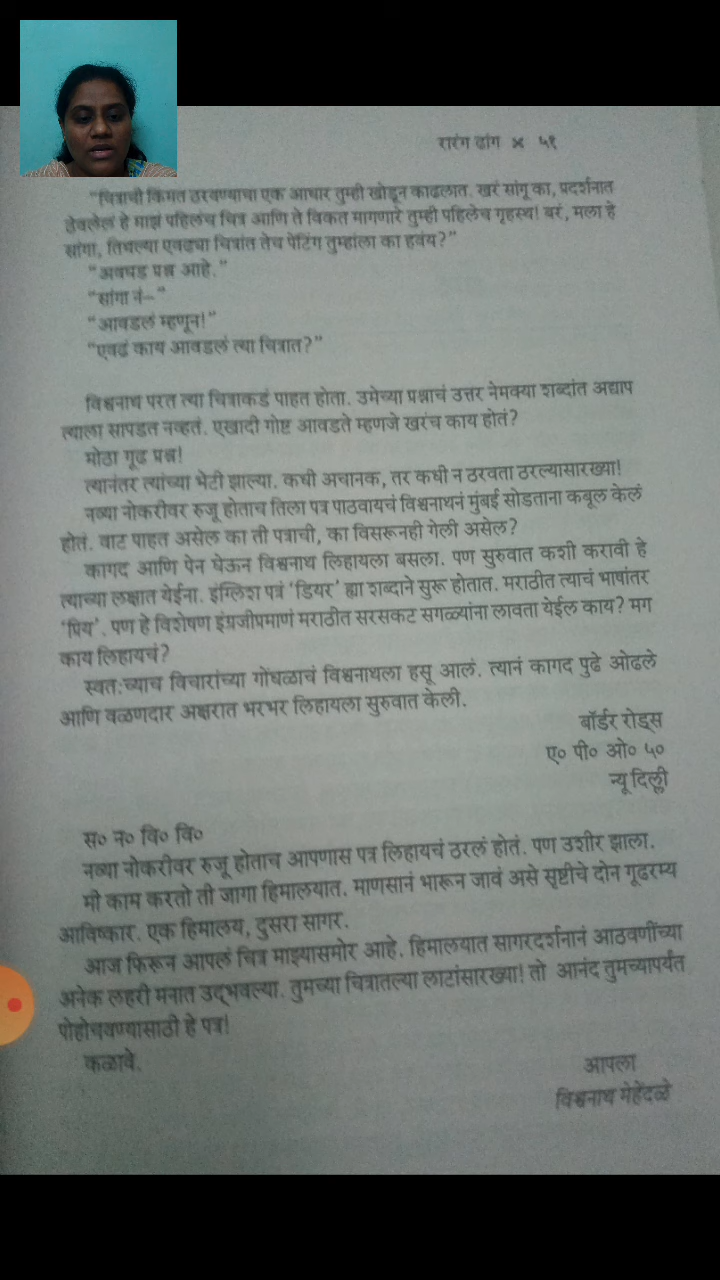 रारंग ढांग × ५१
"चित्राची किंमत ठरवण्याचा एक आधार तुम्ही खोडून काढलात. खरं सांगू का, प्रदर्शनात
ठेवलेलं हे माझं पहिलंच चित्र आणि ते विकत मागणारे तुम्ही पहिलेच गृहस्थ! बरं, मला हे
सांगा, तिथल्या एवढ्या चित्रांत तेच पेंटिंग तुम्हांला का हवंय?"
"अवघड प्रश्न आहे."
"सांगा नं–"
"आवडलं म्हणून!"
"एवढं काय आवडलं त्या चित्रात?"
विश्वनाथ परत त्या चित्राकडं पाहत होता. उमेच्या प्रश्नाचं उत्तर नेमक्या शब्दांत अद्याप
त्याला सापडत नव्हतं. एखादी गोष्ट आवडते म्हणजे खरंच काय होतं?
मोठा गूढ प्रश्न!
त्यानंतर त्यांच्या भेटी झाल्या. कधी अचानक, तर कधी न ठरवता ठरल्यासारख्या!
नव्या नोकरीवर रुजू होताच तिला पत्र पाठवायचं विश्वनाथनं मुंबई सोडताना कबूल केलं
होतं. वाट पाहत असेल का ती पत्राची, का विसरूनही गेली असेल?
कागद आणि पेन घेऊन विश्वनाथ लिहायला बसला. पण सुरुवात कशी करावी हे
त्याच्या लक्षात येईना. इंग्लिश पत्रं 'डियर' ह्या शब्दाने सुरू होतात. मराठीत त्याचं भाषांतर
'प्रिय'. पण हे विशेषण इंग्रजीप्रमाणं मराठीत सरसकट सगळ्यांना लावता येईल काय? मग
काय लिहायचं?
स्वत:च्याच विचारांच्या गोंधळाचं विश्वनाथला हसू आलं. त्यानं कागद पुढे ओढले
आणि वळणदार अक्षरात भरभर लिहायला सुरुवात केली.
बॉर्डर रोड्स
ए० पी० ओ० ५०
न्यू दिल्ली
स० न० वि० वि०
नव्या नोकरीवर रुजू होताच आपणास पत्र लिहायचं ठरलं होतं. पण उशीर झाला.
मी काम करतो ती जागा हिमालयात. माणसानं भारून जावं असे सृष्टीचे दोन गूढरम्य
आविष्कार. एक हिमालय, दुसरा सागर.
आज फिरून आपलं चित्र माझ्यासमोर आहे. हिमालयात सागरदर्शनानं आठवणींच्या
अनेक लहरी मनात उद्‌भवल्या. तुमच्या चित्रातल्या लाटांसारख्या! तो आनंद तुमच्यापर्यंत
पोहोचवण्यासाठी हे पत्र!
कळावे.
आपला
विश्वनाथ मेहेंदळे